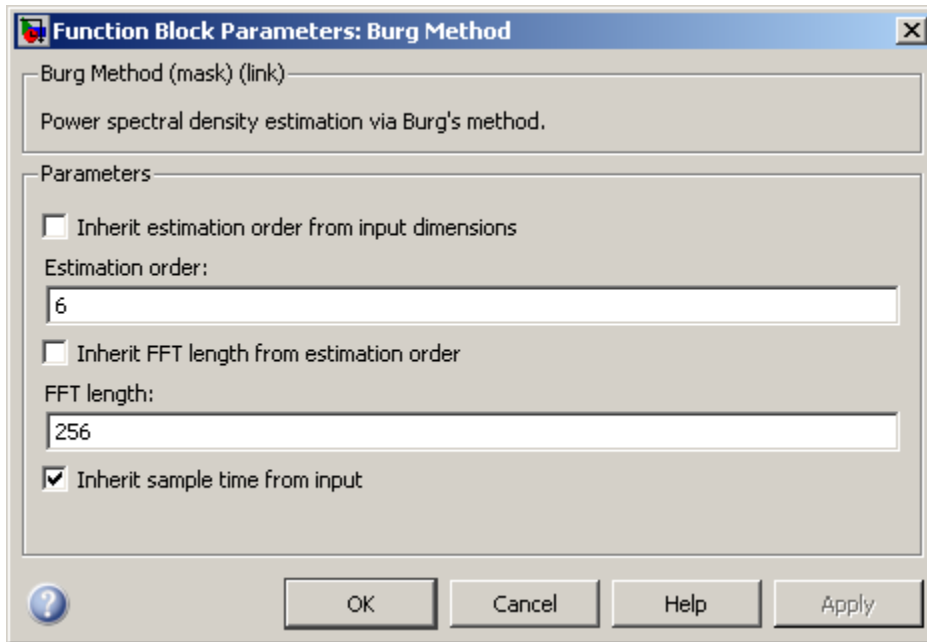 Function Block Parameters: Burg Method
Burg Method (mask) (link)
Power spectral density estimation via Burg's method.
Parameters
Inherit estimation order from input dimensions
Estimation order:
6
Inherit FFT length from estimation order
FFT length:
256
Inherit sample time from input
OK Cancel Help Apply